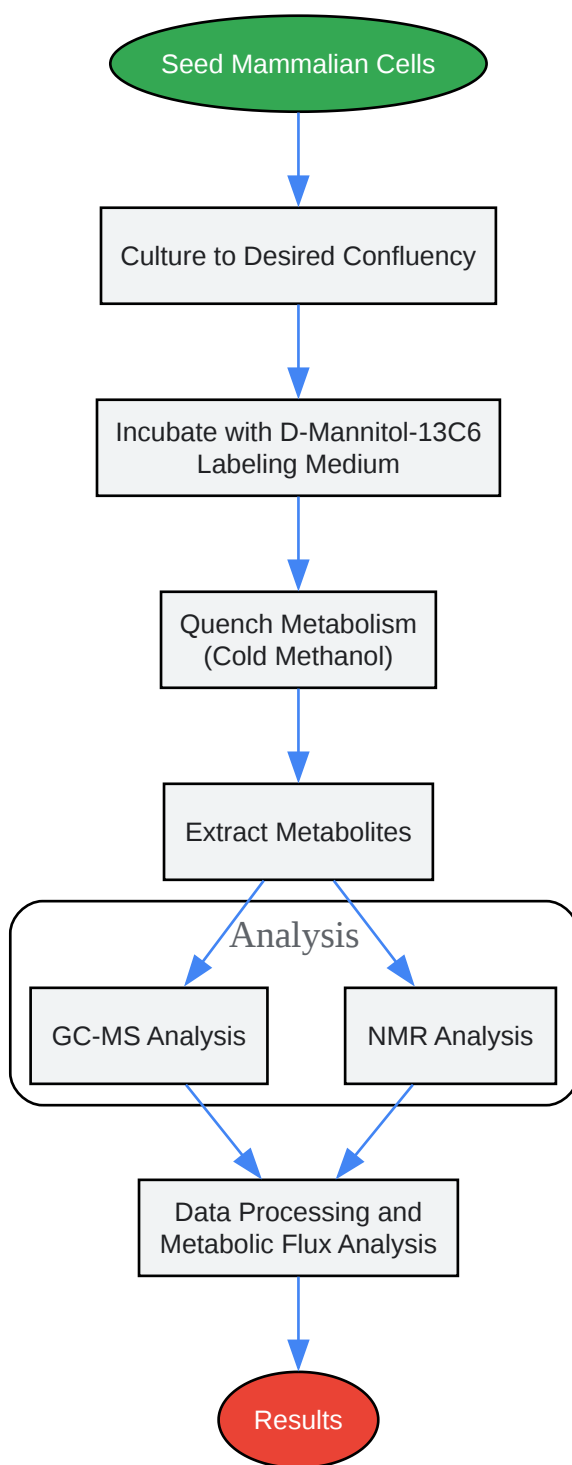 Seed Mammalian Cells
Culture to Desired Confluency
Incubate with D-Mannitol-13C6
Labeling Medium
Quench Metabolism
(Cold Methanol)
Extract Metabolites
Analysis
GC-MS Analysis
NMR Analysis
Data Processing and
Metabolic Flux Analysis
Results